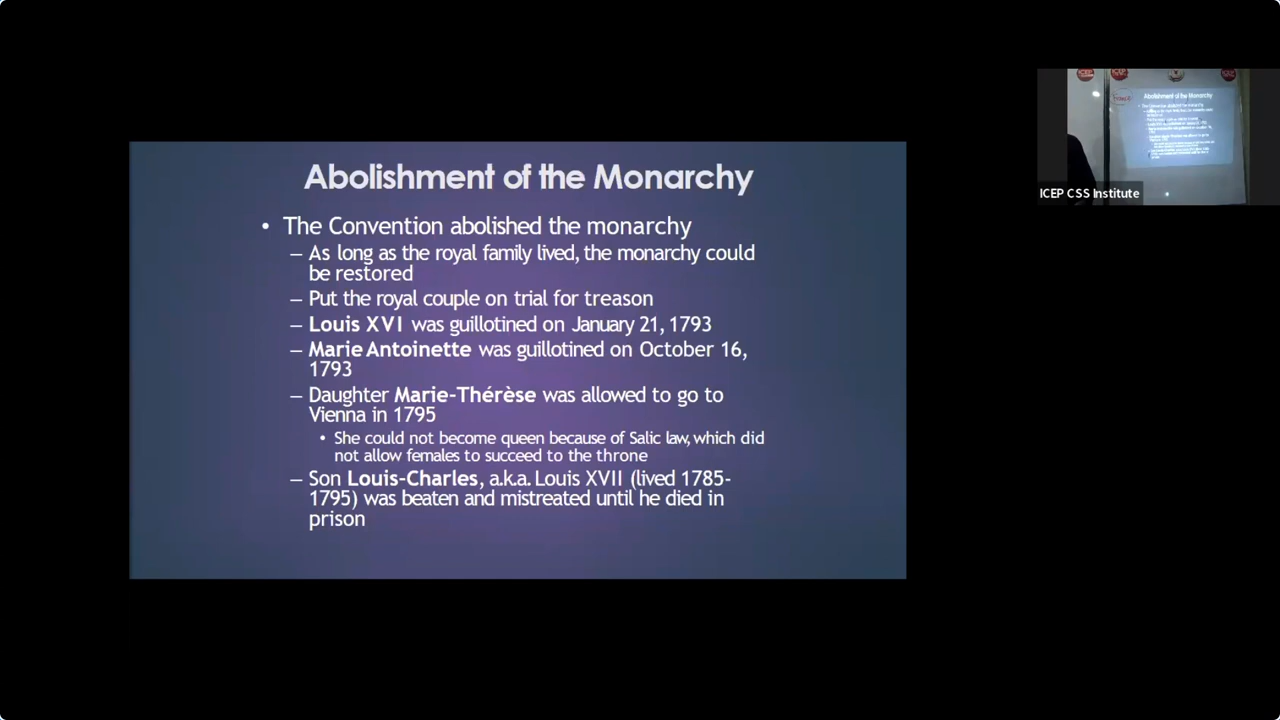 Abolishment of the Monarchy
• The Convention abolished the monarchy
– As long as the royal family lived, the monarchy could
be restored
– Put the royal couple on trial for treason
– Louis XVI was guillotined on January 21, 1793
– Marie Antoinette was guillotined on October 16,
1793
– Daughter Marie-Thérèse was allowed to go to
Vienna in 1795
• She could not become queen because of Salic law, which did
not allow females to succeed to the throne
– Son Louis-Charles, a.k.a. Louis XVII (lived 1785-
1795) was beaten and mistreated until he died in
prison
Abolishment of the Monarchy
ICEP CSS Institute